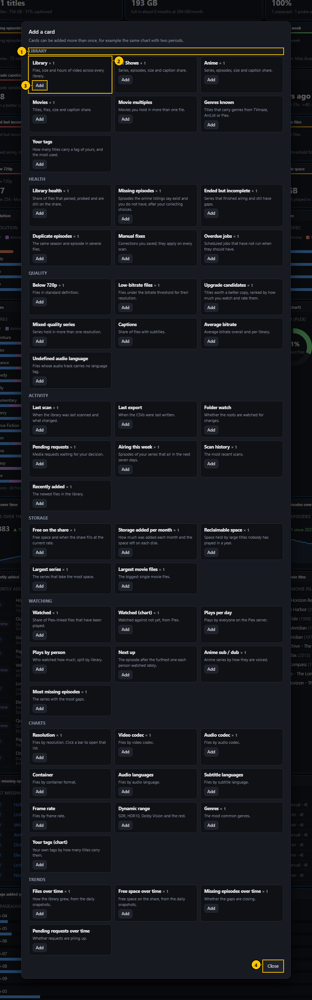 1 titles
193 GB
100%
files · 754 GB · 31% captioned
full in about 0 months at 394 GB/month
1 unparsed · 1 probe e
Add a card
Cards can be added more than once, for example the same chart with two periods.
1
LIBRARY
Library × 1
Files, size and hours of video across every
library.
Add
2
3
Shows × 1
Series, episodes, size and caption share.
Add
Anime × 1
Series, episodes, size and caption share.
Add
Movies × 1
Titles, files, size and caption share.
Add
Movie multiples
Movies you hold in more than one file.
Add
Genres known
Titles that carry genres from TVmaze,
AniList or Plex.
Add
Your tags
How many titles carry a tag of yours, and
the most used.
Add
HEALTH
Library health × 1
Share of files that parsed, probed and are
still on the share.
Add
Missing episodes × 1
Episodes the online listings say exist and
you do not have, after your collecting
choices.
Add
Ended but incomplete × 1
Series that finished airing and still have
gaps.
Add
Duplicate episodes × 1
The same season and episode in several
files.
Add
Manual fixes
Corrections you saved; they apply on every
scan.
Add
Overdue jobs × 1
Scheduled jobs that have not run when
they should have.
Add
QUALITY
Below 720p × 1
Files in standard definition.
Add
Low-bitrate files × 1
Files under the bitrate threshold for their
resolution.
Add
Upgrade candidates × 1
Titles worth a better copy, ranked by how
much you watch and rate them.
Add
Mixed-quality series
Series held in more than one resolution.
Add
Captions
Share of files with subtitles.
Add
Average bitrate
Average bitrate overall and per library.
Add
Undefined audio language
Files whose audio track carries no language
tag.
Add
ACTIVITY
Last scan × 1
When the library was last scanned and
what changed.
Add
Last export
When the CSVs were last written.
Add
Folder watch
Whether the roots are watched for
changes.
Add
Pending requests × 1
Media requests waiting for your decision.
Add
Airing this week × 1
Episodes of your series that air in the next
seven days.
Add
Scan history × 1
The most recent scans.
Add
Recently added × 1
The newest files in the library.
Add
STORAGE
Free on the share × 1
Free space and when the share fills at the
current rate.
Add
Storage added per month × 1
How much was added each month and the
space left on each disk.
Add
Reclaimable space × 1
Space held by large titles nobody has
played in a year.
Add
Largest series × 1
The series that take the most space.
Add
Largest movie files × 1
The biggest single movie files.
Add
WATCHING
Watched × 1
Share of Plex-linked files that have been
played.
Add
Watched (chart) × 1
Watched against not yet, from Plex.
Add
Plays per day
Plays by everyone on the Plex server.
Add
Plays by person
Who watched how much, split by library.
Add
Next up
The episode after the furthest one each
person watched lately.
Add
Anime sub / dub × 1
Anime series by how they are voiced.
Add
Most missing episodes × 1
The series with the most gaps.
Add
CHARTS
Resolution × 1
Files by resolution. Click a bar to open that
list.
Add
Video codec × 1
Files by video codec.
Add
Audio codec × 1
Files by audio codec.
Add
Container
Files by container format.
Add
Audio languages
Files by audio language.
Add
Subtitle languages
Files by subtitle language.
Add
Frame rate
Files by frame rate.
Add
Dynamic range
SDR, HDR10, Dolby Vision and the rest.
Add
Genres × 1
The most common genres.
Add
Your tags (chart)
Your own tags by how many titles carry
them.
Add
TRENDS
Files over time × 1
How the library grew, from the daily
snapshots.
Add
Free space over time × 1
Free space on the share, from the daily
snapshots.
Add
Missing episodes over time × 1
Whether the gaps are closing.
Add
Pending requests over time
Whether requests are piling up.
Add
4
Close